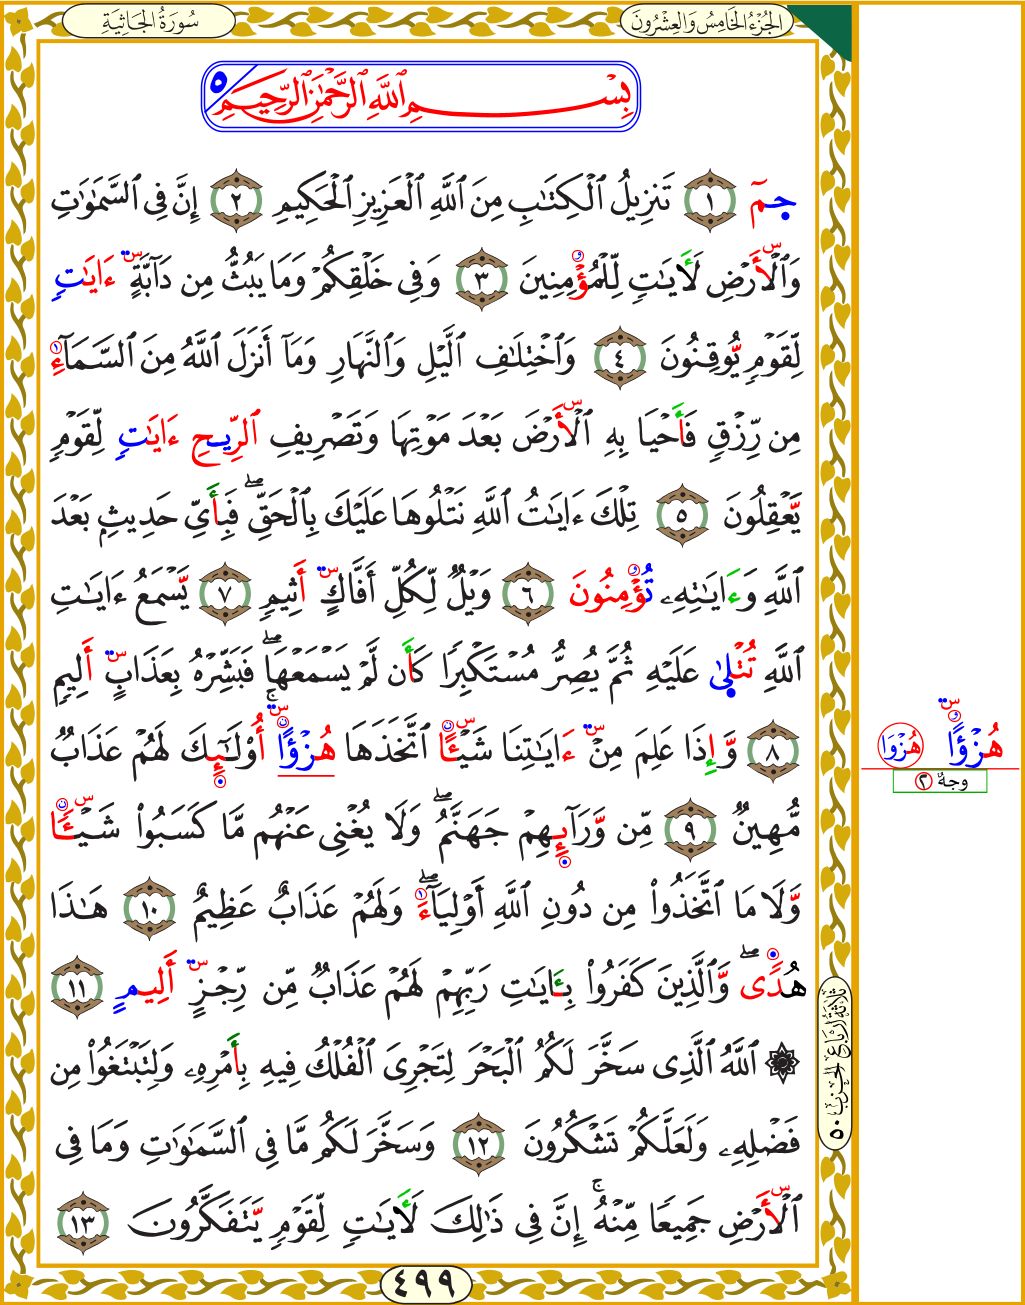 سُورَةُ الجَاثِيَةِ
الجُزْءُ الخَامِسُ وَالعِشْرُونَ
بِسْمِ ٱللَّهِ ٱلرَّحْمَٰنِ ٱلرَّحِيمِ ٥
حمٓ ١ تَنزِيلُ ٱلْكِتَٰبِ مِنَ ٱللَّهِ ٱلْعَزِيزِ ٱلْحَكِيمِ ٢ إِنَّ فِى ٱلسَّمَٰوَٰتِ
وَٱلْأَرْضِ لَأٓيَٰتٍ لِّلْمُؤْمِنِينَ ٣ وَفِى خَلْقِكُمْ وَمَا يَبُثُّ مِن دَآبَّةٍ ءَايَٰتٍ
لِّقَوْمٍ يُوقِنُونَ ٤ وَٱخْتِلَٰفِ ٱلَّيْلِ وَٱلنَّهَارِ وَمَآ أَنزَلَ ٱللَّهُ مِنَ ٱلسَّمَآءِ
مِن رِّزْقٍ فَأَحْيَا بِهِ ٱلْأَرْضَ بَعْدَ مَوْتِهَا وَتَصْرِيفِ ٱلرِّيحِ ءَايَٰتٍ لِّقَوْمٍ
يَعْقِلُونَ ٥ تِلْكَ ءَايَٰتُ ٱللَّهِ نَتْلُوهَا عَلَيْكَ بِٱلْحَقِّ ۖ فَبِأَىِّ حَدِيثٍ بَعْدَ
ٱللَّهِ وَءَايَٰتِهِۦ تُؤْمِنُونَ ٦ وَيْلٌ لِّكُلِّ أَفَّاكٍ أَثِيمٍ ٧ يَسْمَعُ ءَايَٰتِ
ٱللَّهِ تُتْلَىٰ عَلَيْهِ ثُمَّ يُصِرُّ مُسْتَكْبِرًا كَأَن لَّمْ يَسْمَعْهَا ۖ فَبَشِّرْهُ بِعَذَابٍ أَلِيمٍ
٨ وَإِذَا عَلِمَ مِنْ ءَايَٰتِنَا شَيْـًٔا ٱتَّخَذَهَا هُزْؤًا ۚ أُو۟لَٰٓئِكَ لَهُمْ عَذَابٌ
مُّهِينٌ ٩ مِّن وَرَآئِهِمْ جَهَنَّمُ ۖ وَلَا يُغْنِى عَنْهُم مَّا كَسَبُوا۟ شَيْـًٔا
وَلَا مَا ٱتَّخَذُوا۟ مِن دُونِ ٱللَّهِ أَوْلِيَآءَ ۖ وَلَهُمْ عَذَابٌ عَظِيمٌ ١٠ هَٰذَا
هُدًى ۖ وَٱلَّذِينَ كَفَرُوا۟ بِـَٔايَٰتِ رَبِّهِمْ لَهُمْ عَذَابٌ مِّن رِّجْزٍ أَلِيمٍ ١١
۞ ٱللَّهُ ٱلَّذِى سَخَّرَ لَكُمُ ٱلْبَحْرَ لِتَجْرِىَ ٱلْفُلْكُ فِيهِ بِأَمْرِهِۦ وَلِتَبْتَغُوا۟ مِن
فَضْلِهِۦ وَلَعَلَّكُمْ تَشْكُرُونَ ١٢ وَسَخَّرَ لَكُم مَّا فِى ٱلسَّمَٰوَٰتِ وَمَا فِى
ٱلْأَرْضِ جَمِيعًا مِّنْهُ ۚ إِنَّ فِى ذَٰلِكَ لَأٓيَٰتٍ لِّقَوْمٍ يَتَفَكَّرُونَ ١٣
هُزْؤًا هُزْوَا
وجهٌ ٢
ثلاثة أرباع الحزب ٥٠
٤٩٩